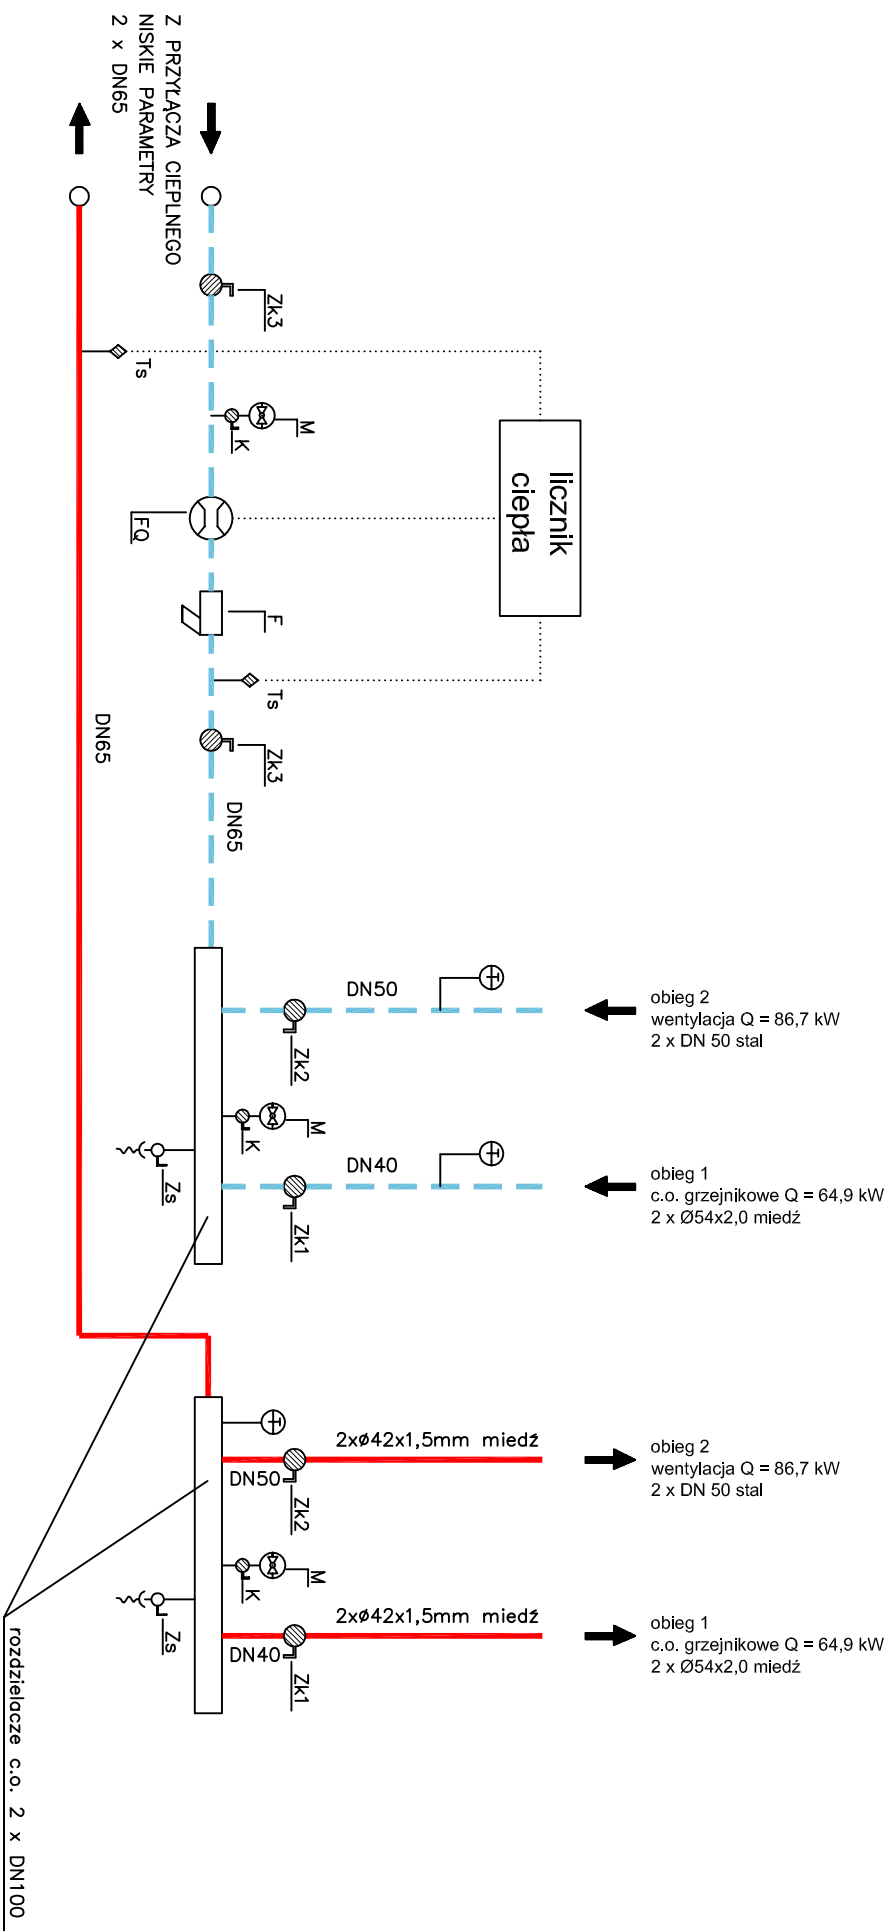 Z PRZYŁĄCZA CIEPLNEGO
NISKIE PARAMETRY
2 x DN65
Zk3
Ts
M
K
licznik
ciepła
FQ
F
Ts
Zk3
DN65
DN65
DN50
Zk2
obieg 2
wentylacja Q = 86,7 kW
2 x DN 50 stal
M
K
Zs
DN40
Zk1
obieg 1
c.o. grzejnikowe Q = 64,9 kW
2 x Ø54x2,0 miedź
2xø42x1,5mm miedź
DN50
Zk2
obieg 2
wentylacja Q = 86,7 kW
2 x DN 50 stal
M
K
Zs
2xø42x1,5mm miedź
DN40
Zk1
obieg 1
c.o. grzejnikowe Q = 64,9 kW
2 x Ø54x2,0 miedź
rozdzielacze c.o. 2 x DN100
T
T
T